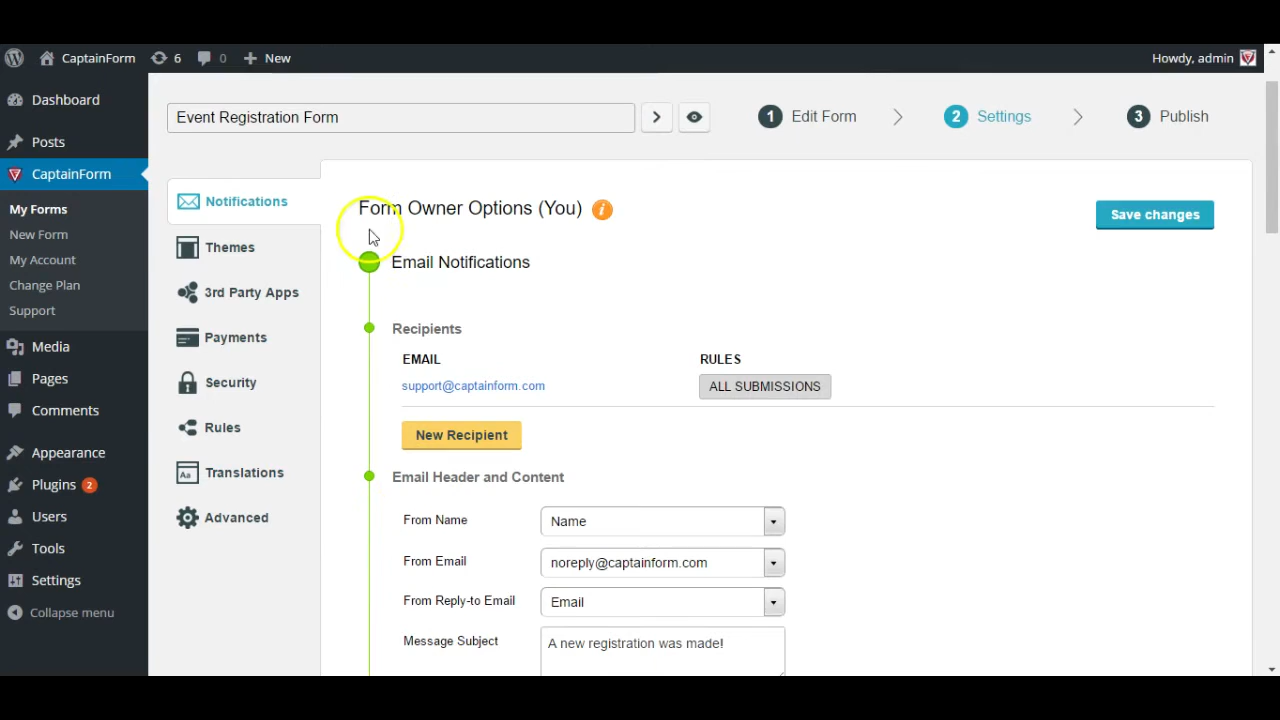 CaptainForm 6 0 New Howdy, admin
Dashboard
Posts
CaptainForm
My Forms
New Form
My Account
Change Plan
Support
Media
Pages
Comments
Appearance
Plugins 2
Users
Tools
Settings
Collapse menu
Event Registration Form 1 Edit Form 2 Settings 3 Publish
Notifications
Themes
3rd Party Apps
Payments
Security
Rules
Translations
Advanced
Form Owner Options (You) i Save changes
Email Notifications
Recipients
EMAIL RULES
support@captainform.com ALL SUBMISSIONS
New Recipient
Email Header and Content
From Name Name
From Email noreply@captainform.com
From Reply-to Email Email
Message Subject A new registration was made!